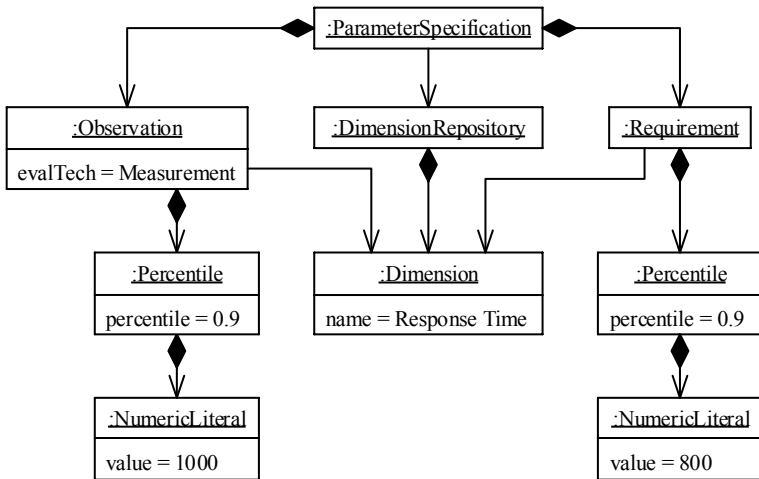 :ParameterSpecification
:Observation
evalTech = Measurement
:DimensionRepository
:Requirement
:Percentile
percentile = 0.9
:Dimension
name = Response Time
:Percentile
percentile = 0.9
:NumericLiteral
value = 1000
:NumericLiteral
value = 800